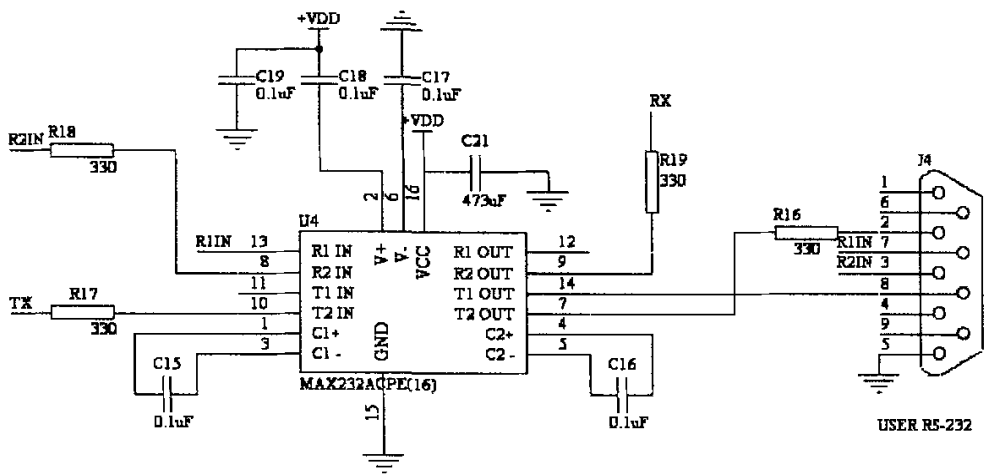 +VDD
C19
0.1uF
C18
0.1uF
C17
0.1uF
+VDD
C21
473uF
RX
R19
330
R2IN
R18
330
2
6
16
U4
R1IN
13
8
11
10
1
3
R1 IN
R2 IN
T1 IN
T2 IN
C1+
C1 -
V+
V-
VCC
GND
R1 OUT
R2 OUT
T1 OUT
T2 OUT
C2+
C2 -
12
9
14
7
4
5
TX
R17
330
C15
0.1uF
MAX232ACPE(16)
15
C16
0.1uF
R16
330
J4
1
6
2
R1IN 7
R2IN 3
8
4
9
5
USER RS-232